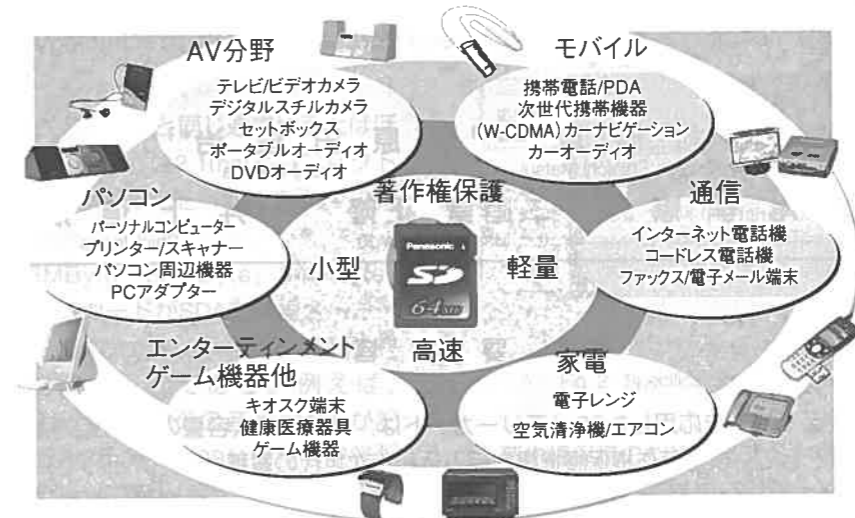 AV分野
テレビ/ビデオカメラ
デジタルスチルカメラ
セットボックス
ポータブルオーディオ
DVDオーディオ
モバイル
携帯電話/PDA
次世代携帯機器
(W-CDMA)カーナビゲーション
カーオーディオ
パソコン
パーソナルコンピューター
プリンター/スキャナー
パソコン周辺機器
PCアダプター
著作権保護
小型
Panasonic
SD
64MB
軽量
高速
通信
インターネット電話機
コードレス電話機
ファックス/電子メール端末
エンターティンメント
ゲーム機器他
キオスク端末
健康医療器具
ゲーム機器
家電
電子レンジ
空気清浄機/エアコン